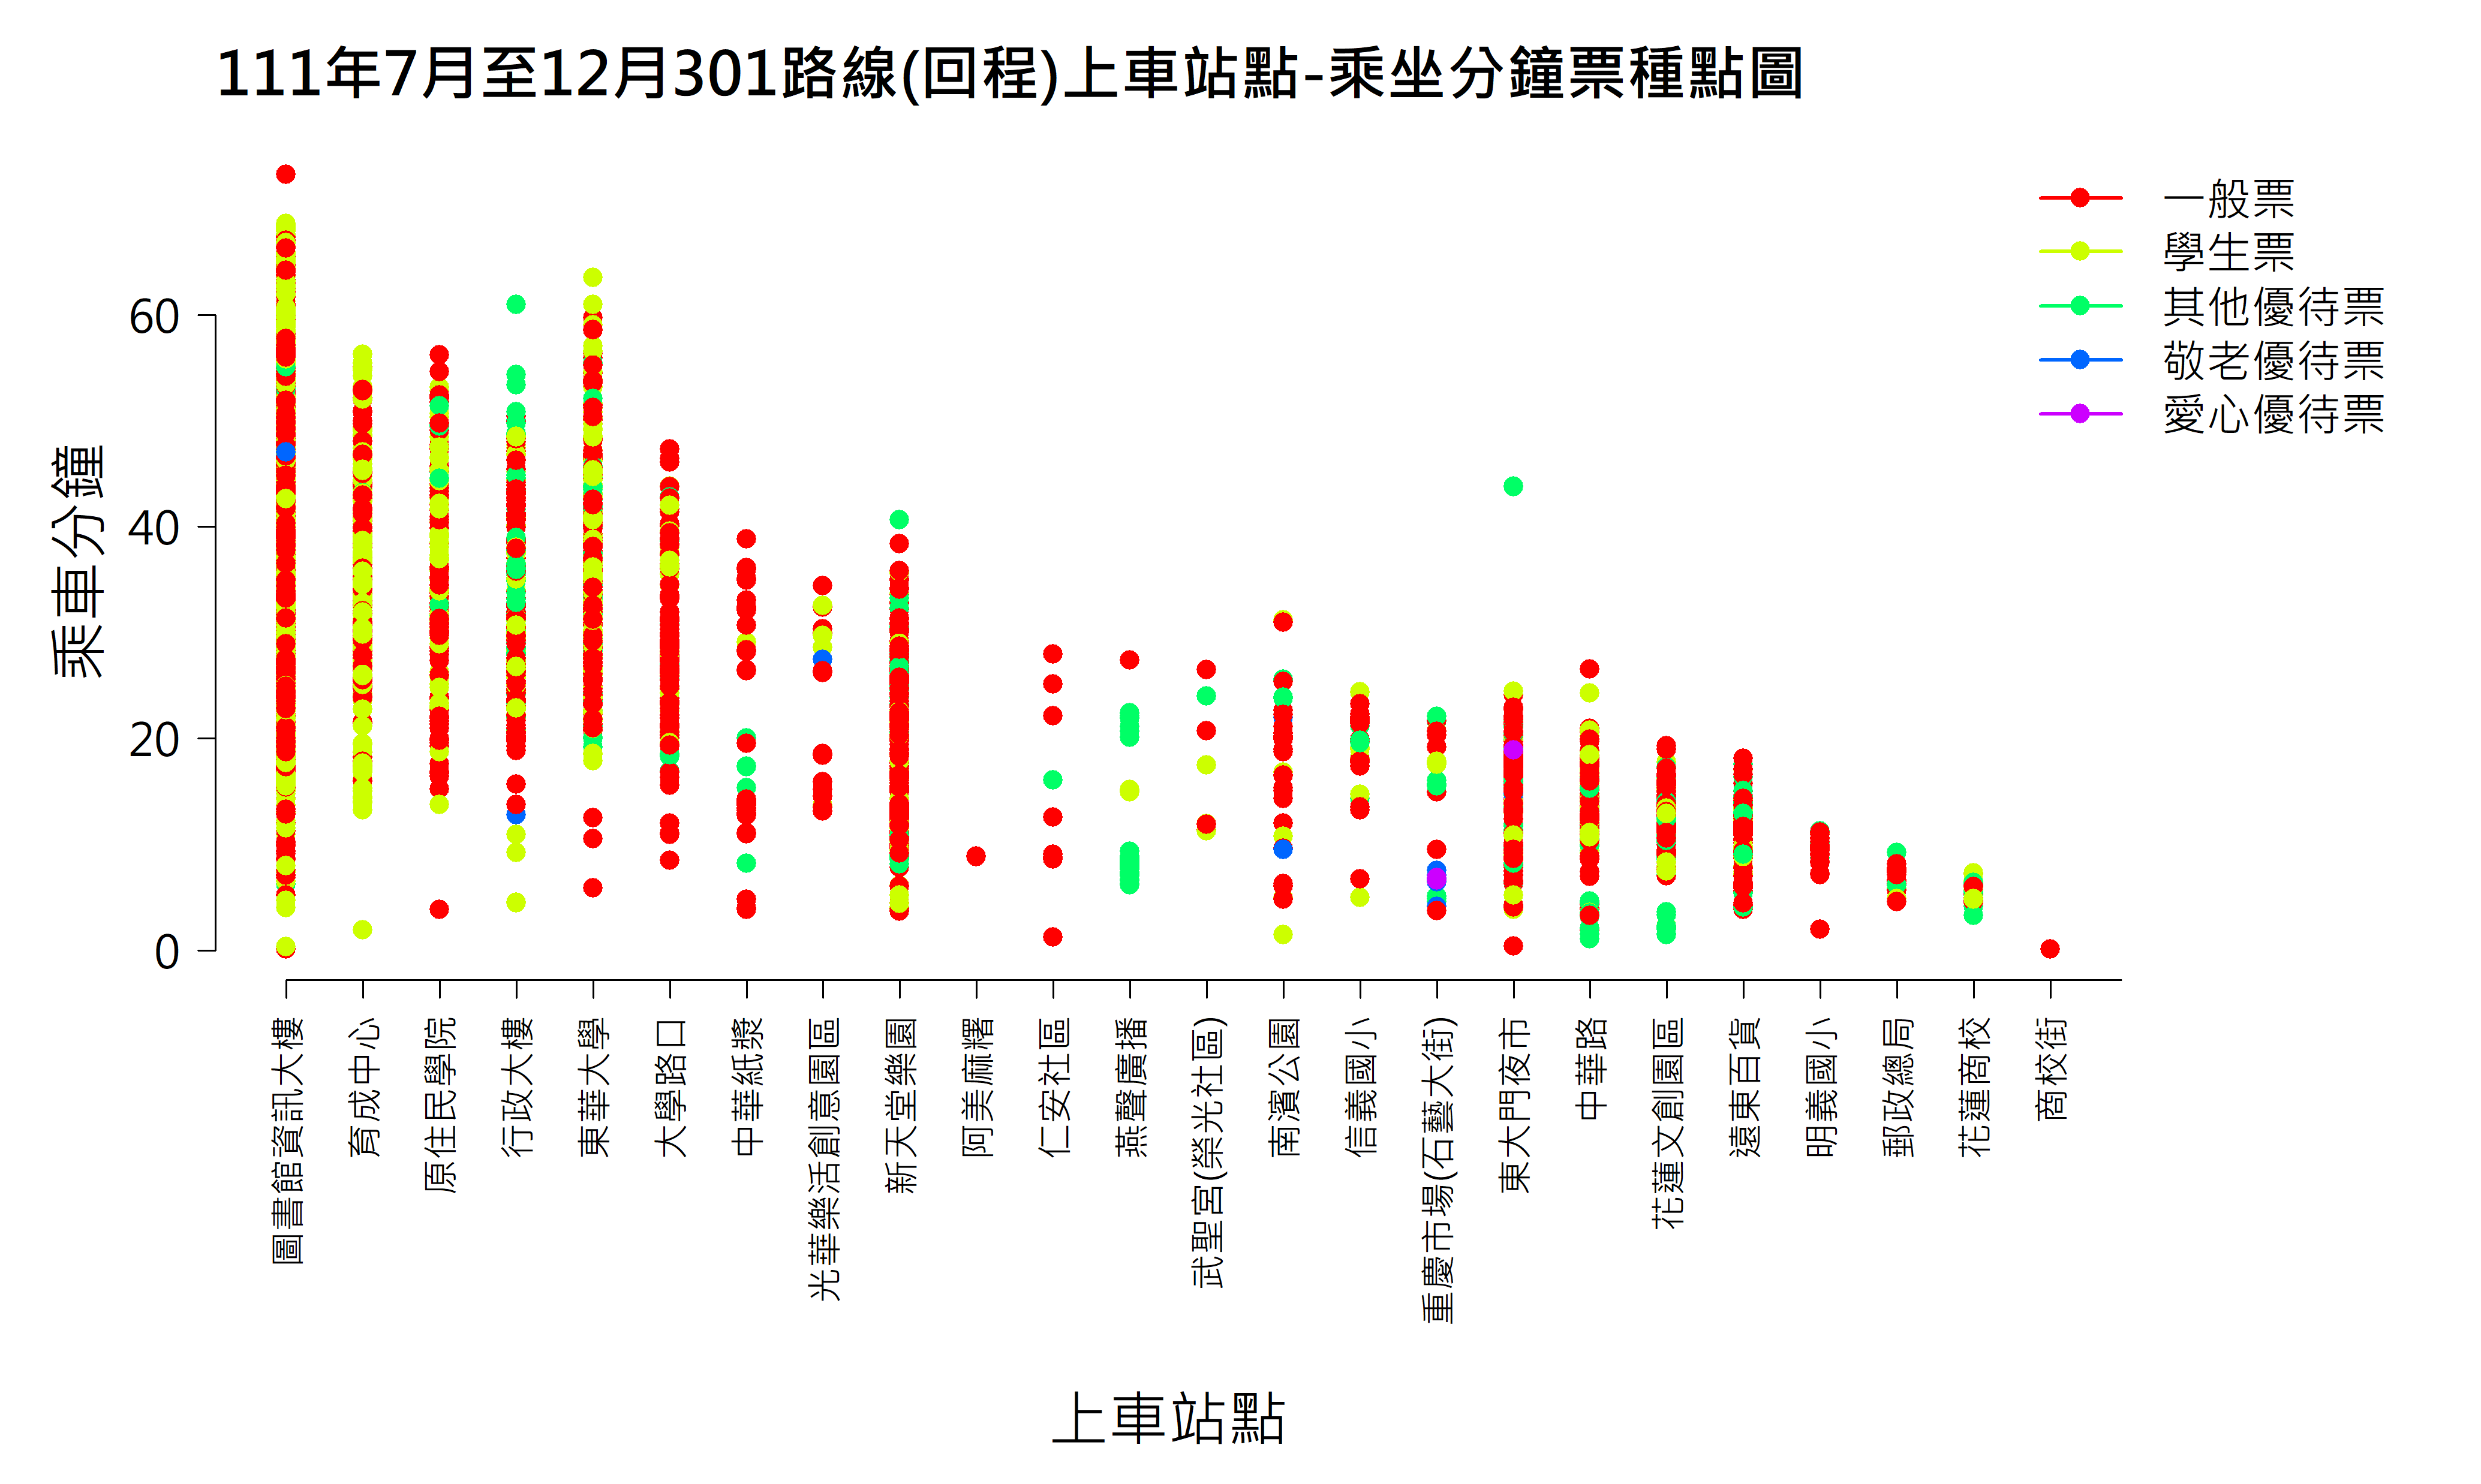 111年7月至12月301路線(回程)上車站點-乘坐分鐘票種點圖
一般票
學生票
其他優待票
敬老優待票
愛心優待票
乘車分鐘
60
40
20
0
圖書館資訊大樓
育成中心
原住民學院
行政大樓
東華大學
大學路口
中華紙漿
光華樂活創意園區
新天堂樂園
阿美麻糬
仁安社區
燕聲廣播
武聖宮(榮光社區)
南濱公園
信義國小
重慶市場(石藝大街)
東大門夜市
中華路
花蓮文創園區
遠東百貨
明義國小
郵政總局
花蓮商校
商校街
上車站點